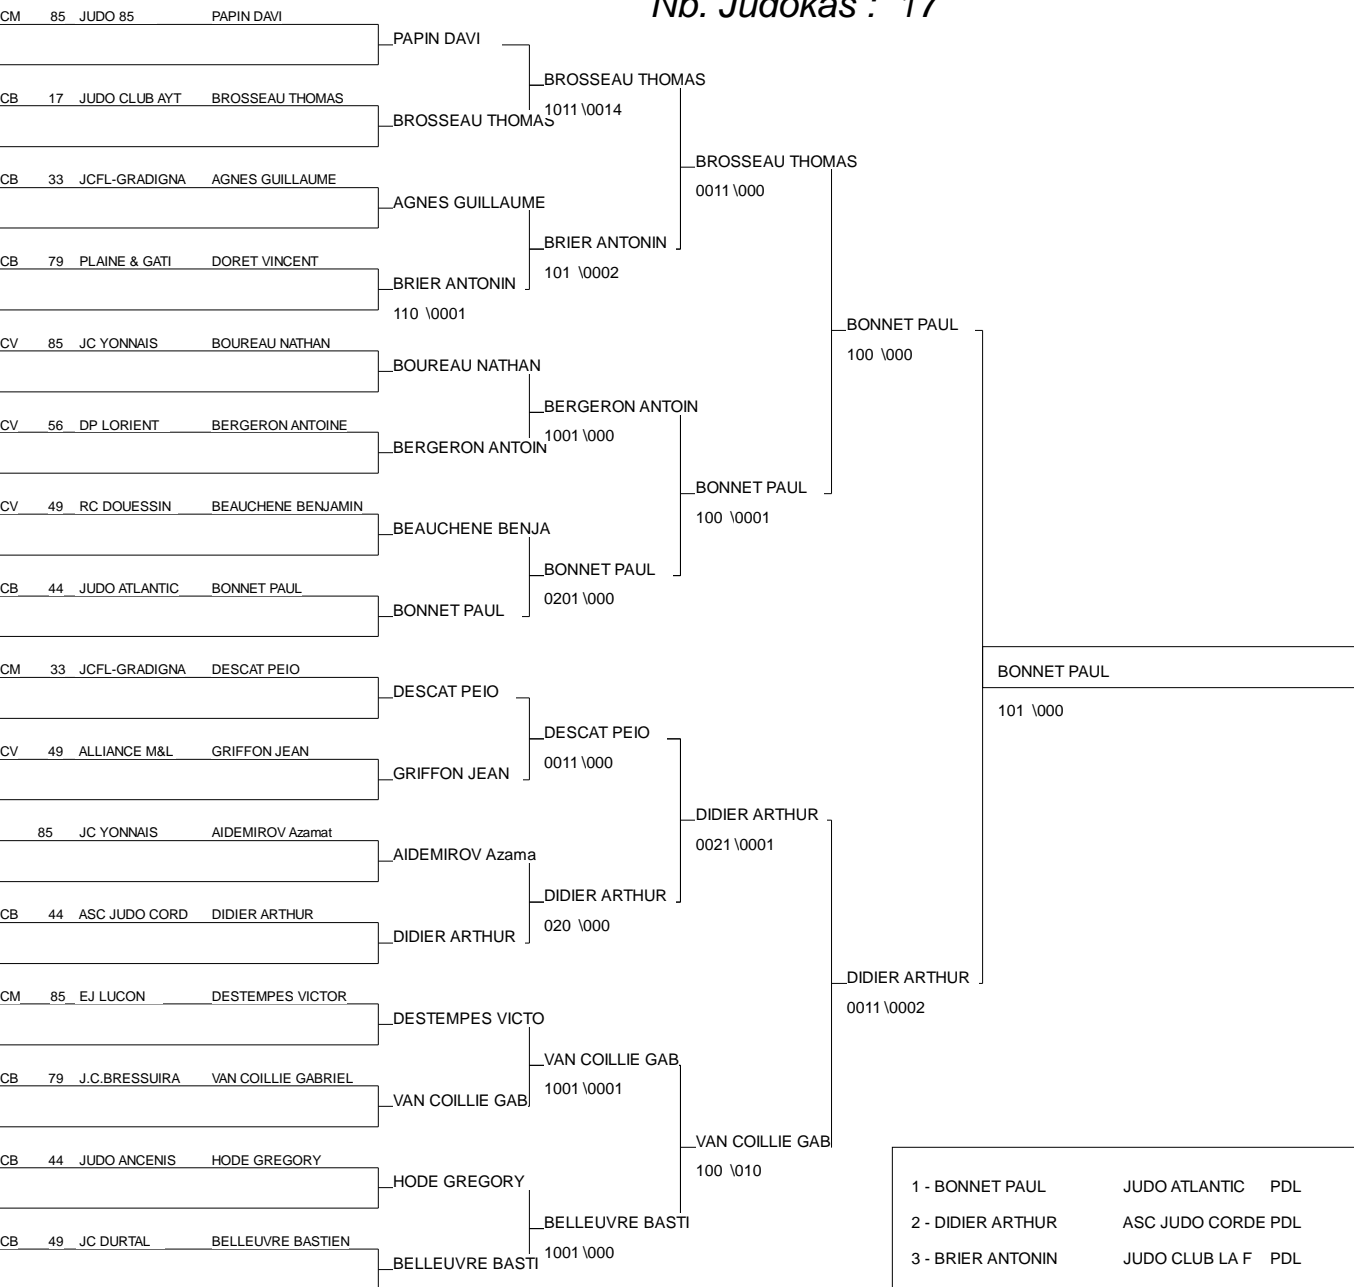 Nb. Judokas : 17
CM 85 JUDO 85 PAPIN DAVI
PAPIN DAVI
BROSSEAU THOMAS
1011 \0014
CB 17 JUDO CLUB AYT BROSSEAU THOMAS
BROSSEAU THOMAS
BROSSEAU THOMAS
0011 \000
CB 33 JCFL-GRADIGNA AGNES GUILLAUME
AGNES GUILLAUME
BRIER ANTONIN
101 \0002
CB 79 PLAINE & GATI DORET VINCENT
BRIER ANTONIN
110 \0001
BONNET PAUL
100 \000
CV 85 JC YONNAIS BOUREAU NATHAN
BOUREAU NATHAN
BERGERON ANTOIN
1001 \000
CV 56 DP LORIENT BERGERON ANTOINE
BERGERON ANTOIN
BONNET PAUL
100 \0001
CV 49 RC DOUESSIN BEAUCHENE BENJAMIN
BEAUCHENE BENJA
BONNET PAUL
0201 \000
CB 44 JUDO ATLANTIC BONNET PAUL
BONNET PAUL
BONNET PAUL
101 \000
CM 33 JCFL-GRADIGNA DESCAT PEIO
DESCAT PEIO
DESCAT PEIO
0011 \000
CV 49 ALLIANCE M&L GRIFFON JEAN
GRIFFON JEAN
DIDIER ARTHUR
0021 \0001
85 JC YONNAIS AIDEMIROV Azamat
AIDEMIROV Azama
DIDIER ARTHUR
020 \000
CB 44 ASC JUDO CORD DIDIER ARTHUR
DIDIER ARTHUR
DIDIER ARTHUR
0011 \0002
CM 85 EJ LUCON DESTEMPES VICTOR
DESTEMPES VICTO
VAN COILLIE GAB
1001 \0001
CB 79 J.C.BRESSUIRA VAN COILLIE GABRIEL
VAN COILLIE GAB
VAN COILLIE GAB
100 \010
CB 44 JUDO ANCENIS HODE GREGORY
HODE GREGORY
BELLEUVRE BASTI
1001 \000
CB 49 JC DURTAL BELLEUVRE BASTIEN
BELLEUVRE BASTI
1 - BONNET PAUL JUDO ATLANTIC PDL
2 - DIDIER ARTHUR ASC JUDO CORDE PDL
3 - BRIER ANTONIN JUDO CLUB LA F PDL